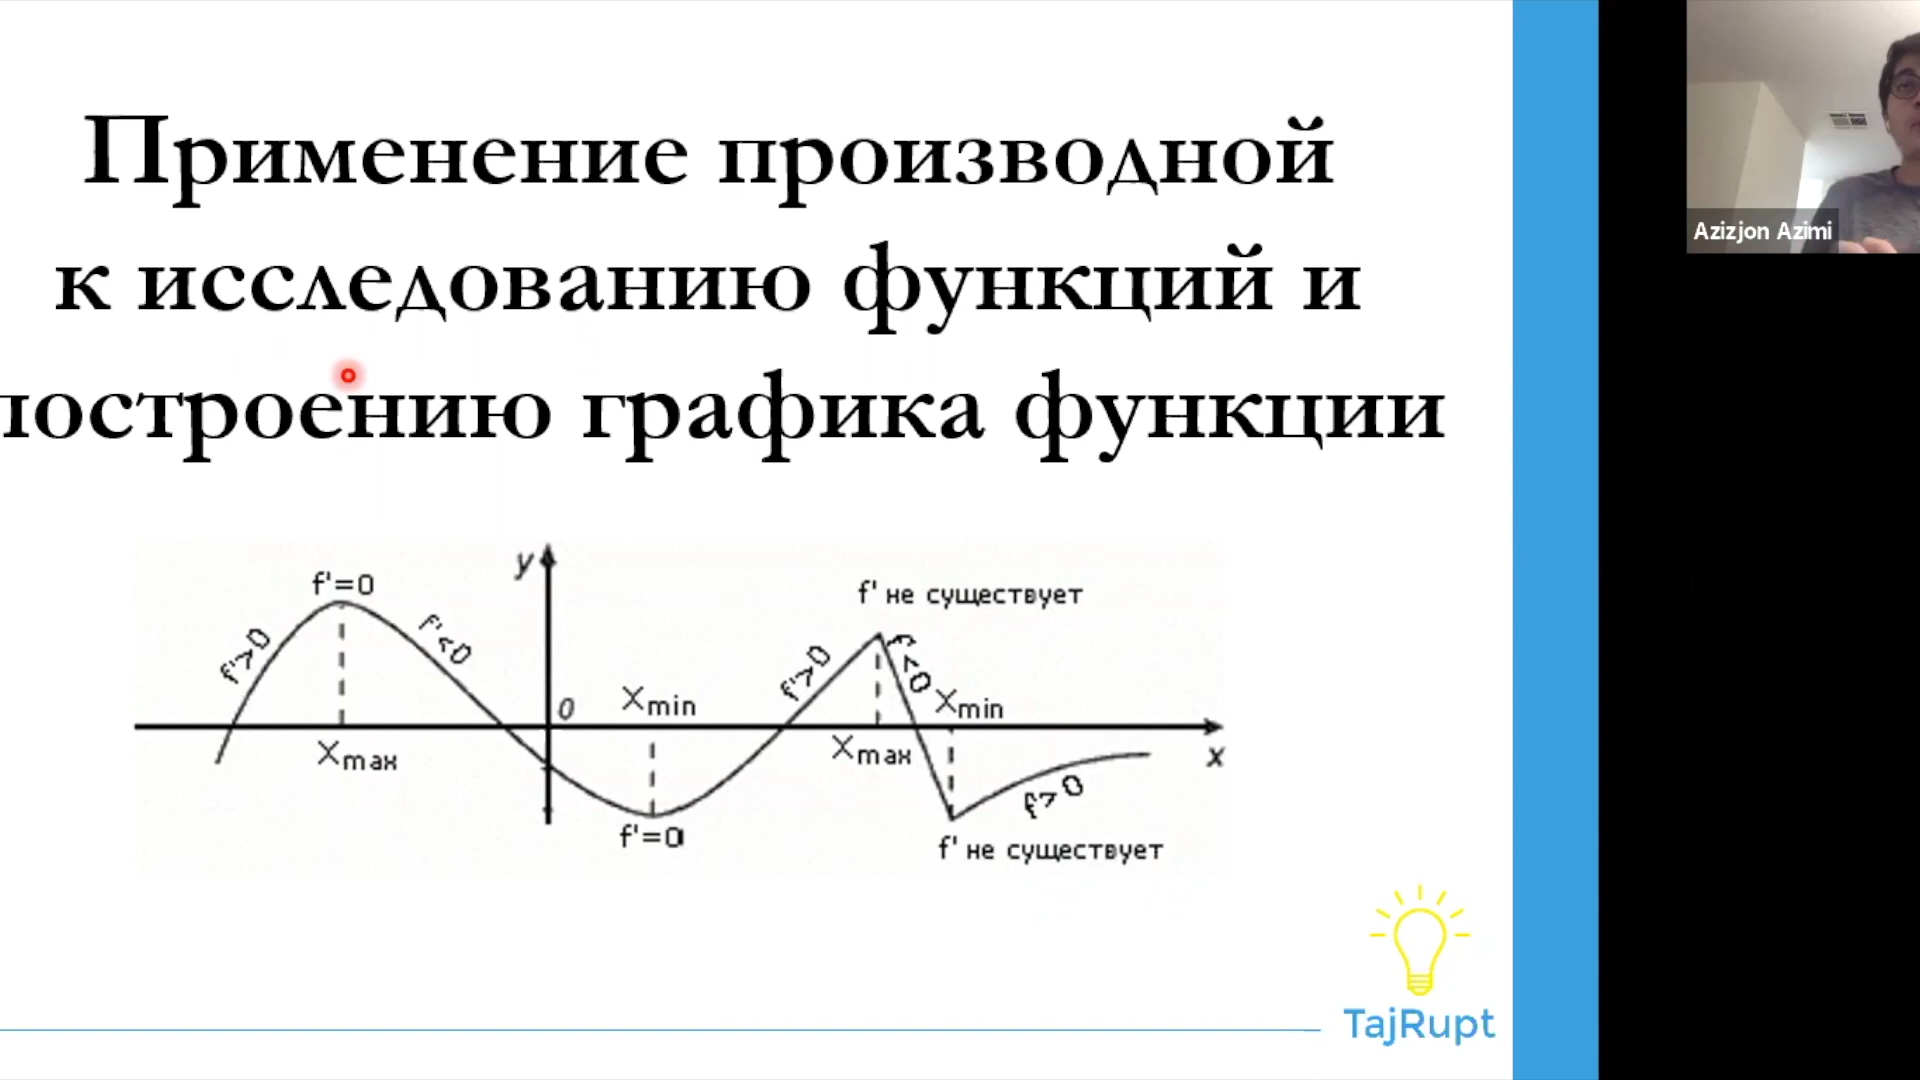 Применение производной
к исследованию функций и
построению графика функции
y
f'=0
f'>0
f'<0
0
Xmin
Xmax
f'=0
f'>0
f' не существует
f'<0
Xmin
Xmax
x
f'>0
f' не существует
TajRupt
Azizjon Azimi